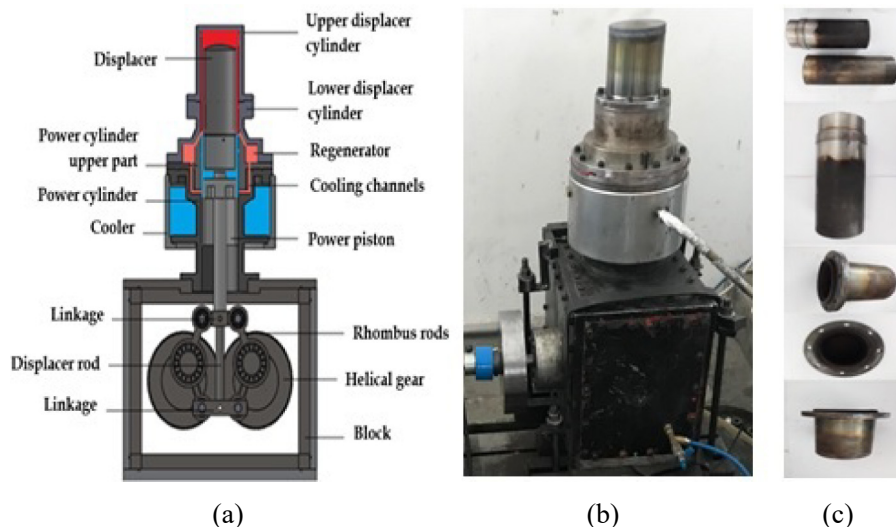 Upper displacer
cylinder
Displacer
Lower displacer
cylinder
Power cylinder
upper part
Regenerator
Cooling channels
Power cylinder
Cooler
Power piston
Linkage
Rhombus rods
Displacer rod
Helical gear
Linkage
Block
(a)
(b)
(c)